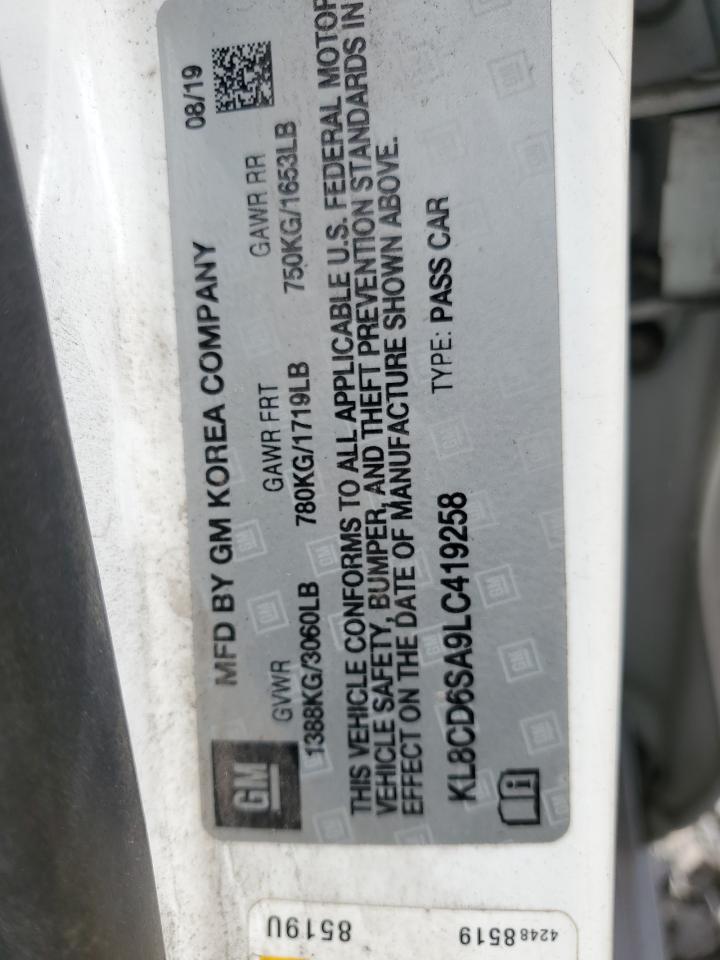 MFD BY GM KOREA COMPANY
08/19
GM
GVWR
GAWR FRT
GAWR RR
1388KG/3060LB
780KG/1719LB
750KG/1653LB
THIS VEHICLE CONFORMS TO ALL APPLICABLE U.S. FEDERAL MOTOR
VEHICLE SAFETY, BUMPER, AND THEFT PREVENTION STANDARDS IN
EFFECT ON THE DATE OF MANUFACTURE SHOWN ABOVE.
KL8CD6SA9LC419258
TYPE: PASS CAR
8519U
42488519